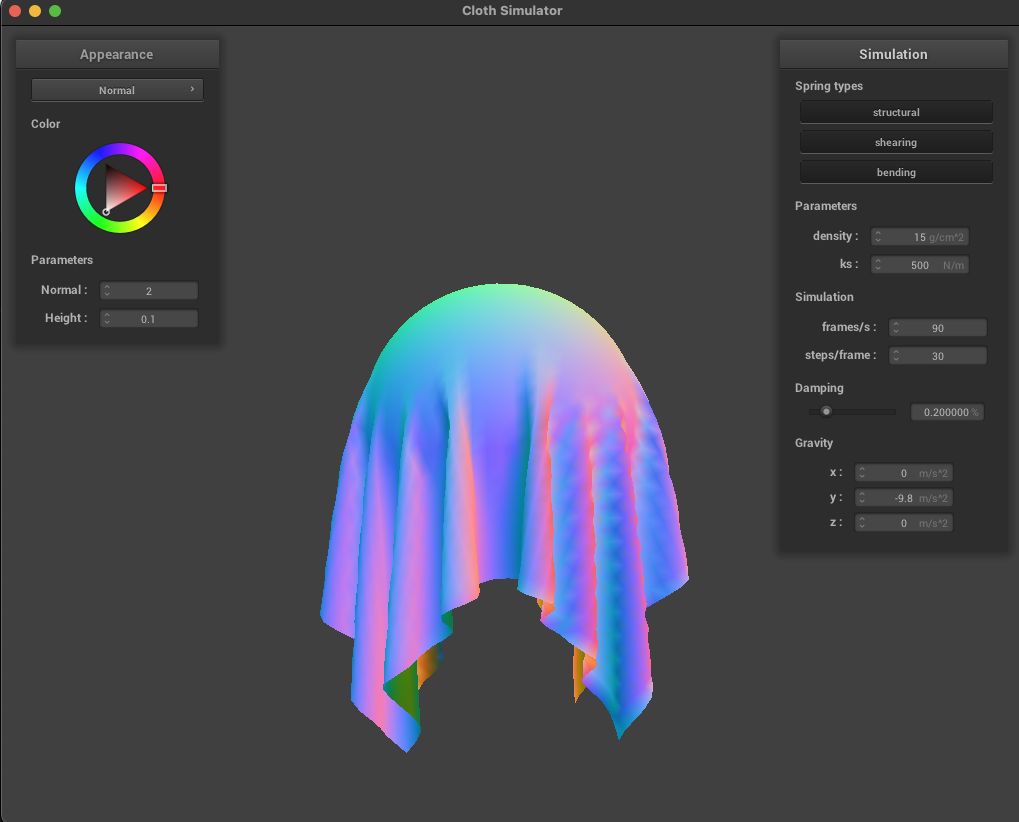 Cloth Simulator
Appearance
Normal
Color
Parameters
Normal : 2
Height : 0.1
Simulation
Spring types
structural
shearing
bending
Parameters
density : 15 g/cm^2
ks : 500 N/m
Simulation
frames/s : 90
steps/frame : 30
Damping
0.200000 %
Gravity
x : 0 m/s^2
y : -9.8 m/s^2
z : 0 m/s^2